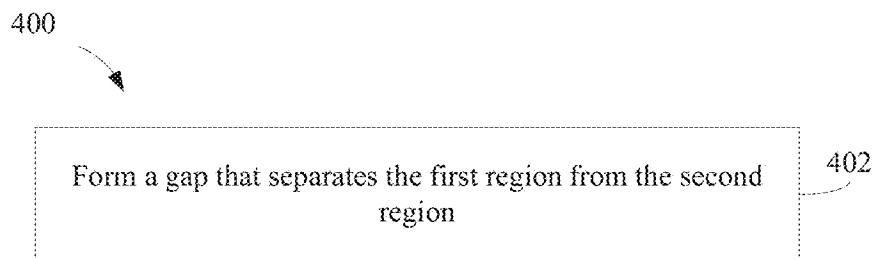 400
Form a gap that separates the first region from the second
402
region